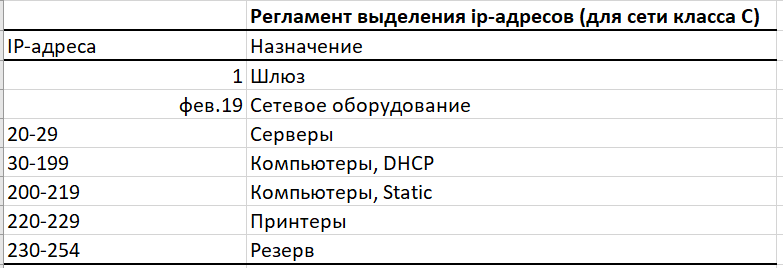 Регламент выделения ip-адресов (для сети класса C)
IP-адреса Назначение
1 Шлюз
фев.19 Сетевое оборудование
20-29 Серверы
30-199 Компьютеры, DHCP
200-219 Компьютеры, Static
220-229 Принтеры
230-254 Резерв